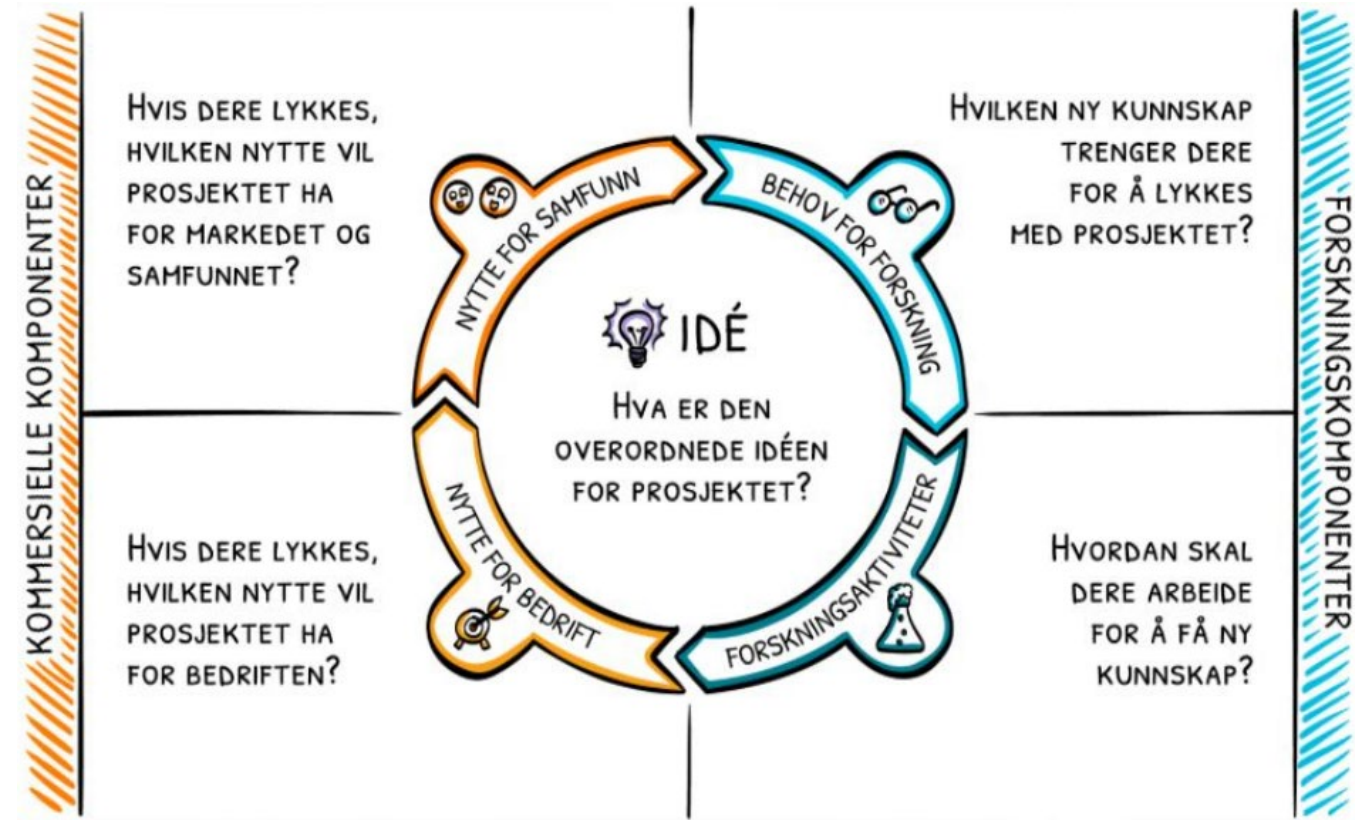 KOMMERSIELLE KOMPONENTER
HVIS DERE LYKKES,
HVILKEN NYTTE VIL
PROSJEKTET HA
FOR MARKEDET OG
SAMFUNNET?
NYTTE FOR SAMFUNN
BEHOV FOR FORSKNING
HVILKEN NY KUNNSKAP
TRENGER DERE
FOR Å LYKKES
MED PROSJEKTET?
IDÉ
HVA ER DEN
OVERORDNEDE IDÉEN
FOR PROSJEKTET?
HVIS DERE LYKKES,
HVILKEN NYTTE VIL
PROSJEKTET HA
FOR BEDRIFTEN?
NYTTE FOR BEDRIFT
FORSKNINGSAKTIVITETER
HVORDAN SKAL
DERE ARBEIDE
FOR Å FÅ NY
KUNNSKAP?
FORSKNINGSKOMPONENTER